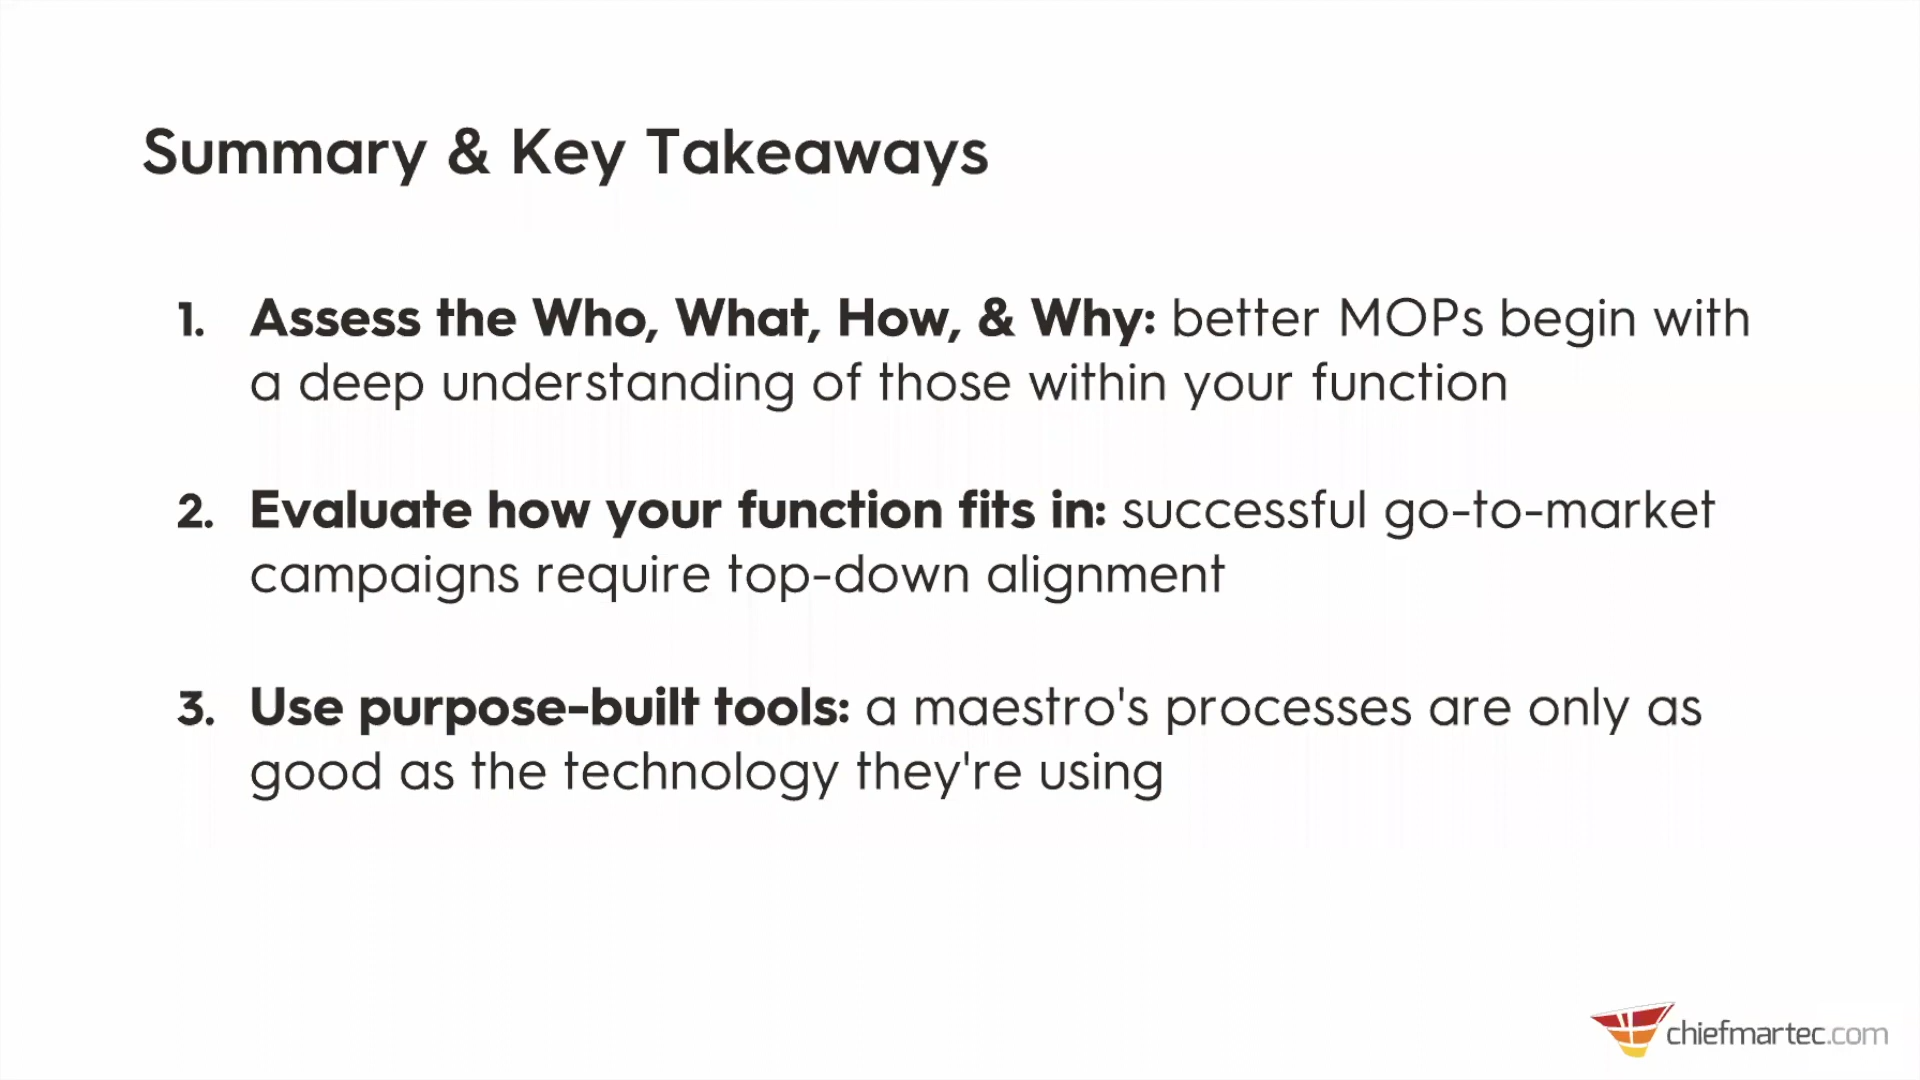 Summary & Key Takeaways
1. Assess the Who, What, How, & Why: better MOPs begin with
a deep understanding of those within your function
2. Evaluate how your function fits in: successful go-to-market
campaigns require top-down alignment
3. Use purpose-built tools: a maestro's processes are only as
good as the technology they're using
chiefmartec.com